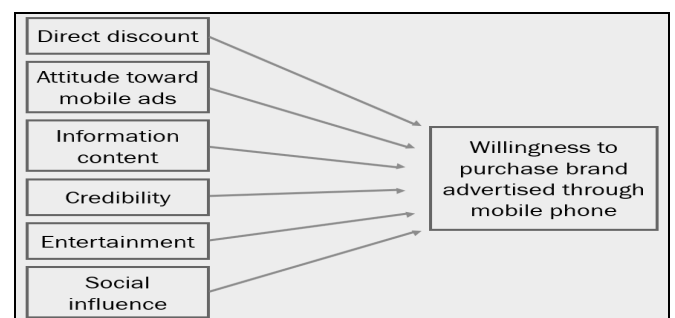 Direct discount
Attitude toward
mobile ads
Information
content
Credibility
Entertainment
Social
influence
Willingness to
purchase brand
advertised through
mobile phone